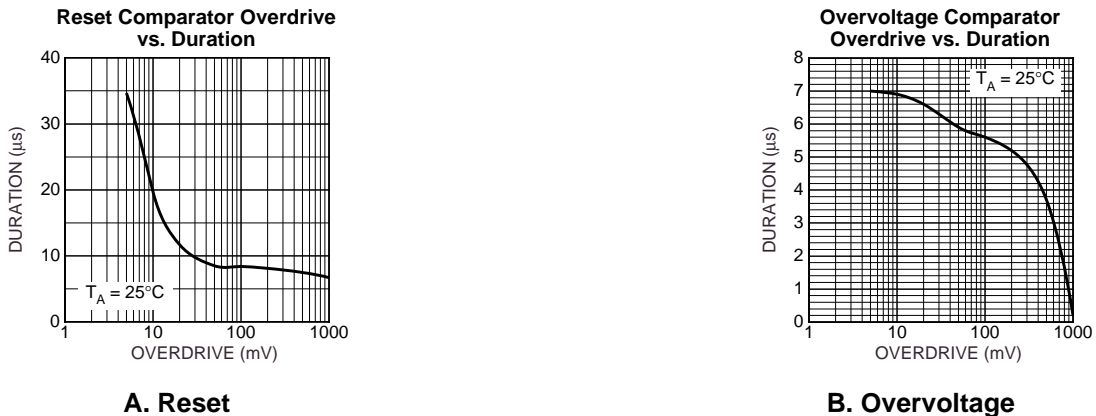 Reset Comparator Overdrive
vs. Duration
40
30
20
10
0
DURATION (µs)
T_A = 25°C
1
10
100
1000
OVERDRIVE (mV)
A. Reset
Overvoltage Comparator
Overdrive vs. Duration
8
7
6
5
4
3
2
1
0
DURATION (µs)
T_A = 25°C
1
10
100
1000
OVERDRIVE (mV)
B. Overvoltage